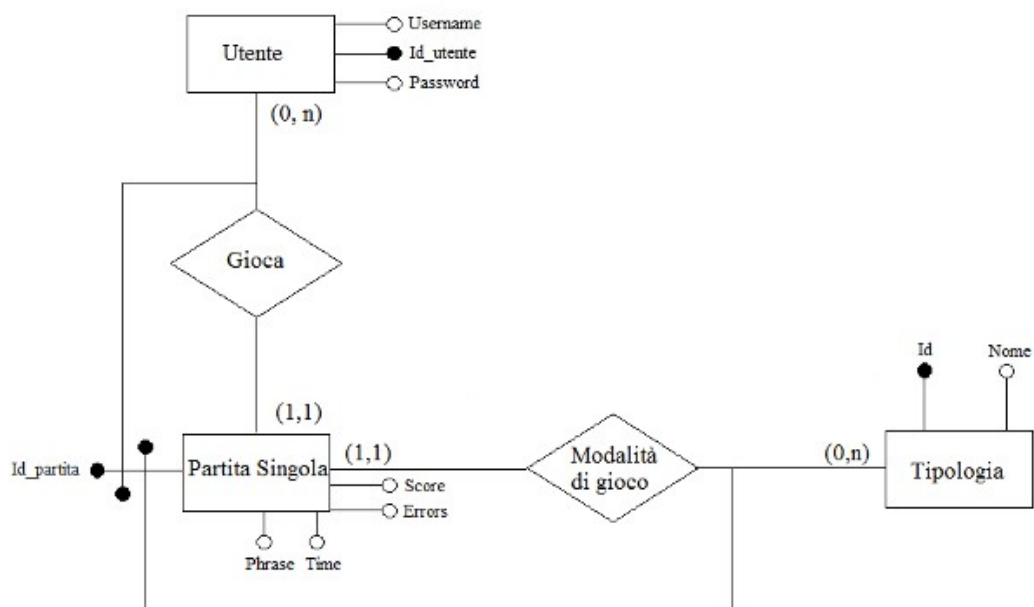 Username
Utente
Id_utente
Password
(0, n)
Gioca
(1,1)
Id
Nome
Id_partita
Partita Singola
(1,1)
Score
Errors
Phrase
Time
Modalità
di gioco
(0,n)
Tipologia